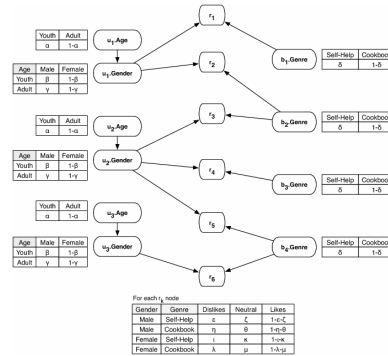 r1
Youth Adult
α 1-α
u1.Age
Age Male Female
Youth β 1-β
Adult γ 1-γ
u1.Gender
r2
b1.Genre
Self-Help Cookboo
δ 1-δ
Youth Adult
α 1-α
u2.Age
r3
b2.Genre
Self-Help Cookboo
δ 1-δ
Age Male Female
Youth β 1-β
Adult γ 1-γ
u2.Gender
r4
b3.Genre
Self-Help Cookboo
δ 1-δ
Youth Adult
α 1-α
u3.Age
r5
Age Male Female
Youth β 1-β
Adult γ 1-γ
u3.Gender
b4.Genre
Self-Help Cookboo
δ 1-δ
r6
For each rk node
Gender Genre Dislikes Neutral Likes
Male Self-Help ε ζ 1-ε-ζ
Male Cookbook η θ 1-η-θ
Female Self-Help ι κ 1-ι-κ
Female Cookbook λ μ 1-λ-μ